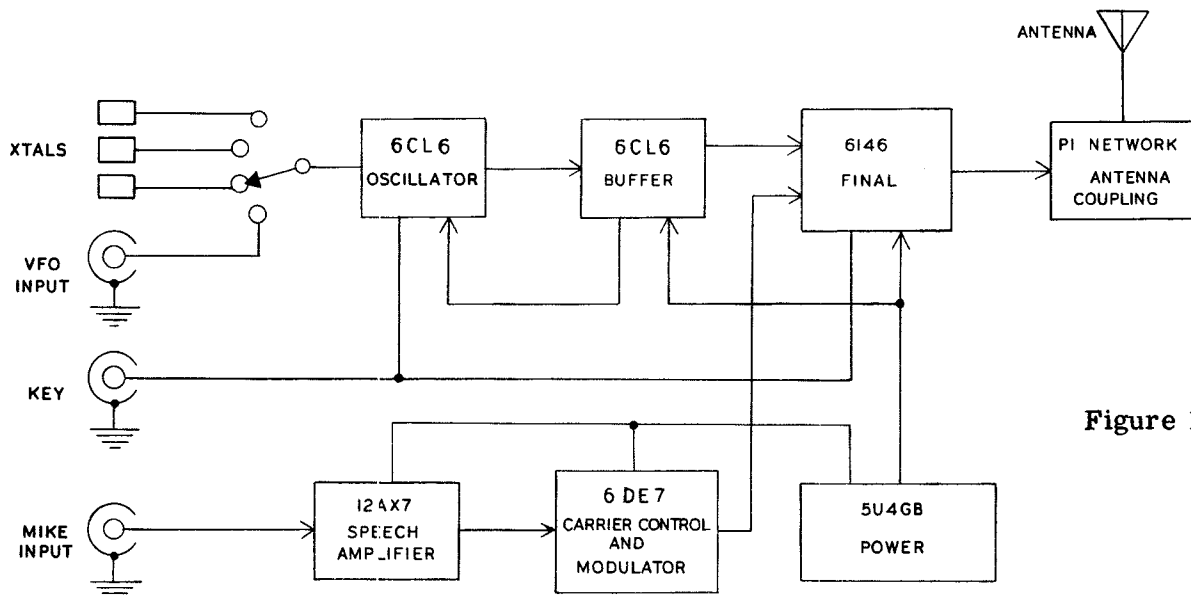 ANTENNA
XTALS
6CL6
OSCILLATOR
6CL6
BUFFER
6146
FINAL
PI NETWORK
ANTENNA
COUPLING
VFO
INPUT
KEY
Figure
MIKE
INPUT
12AX7
SPEECH
AMPLIFIER
6DE7
CARRIER CONTROL
AND
MODULATOR
5U4GB
POWER